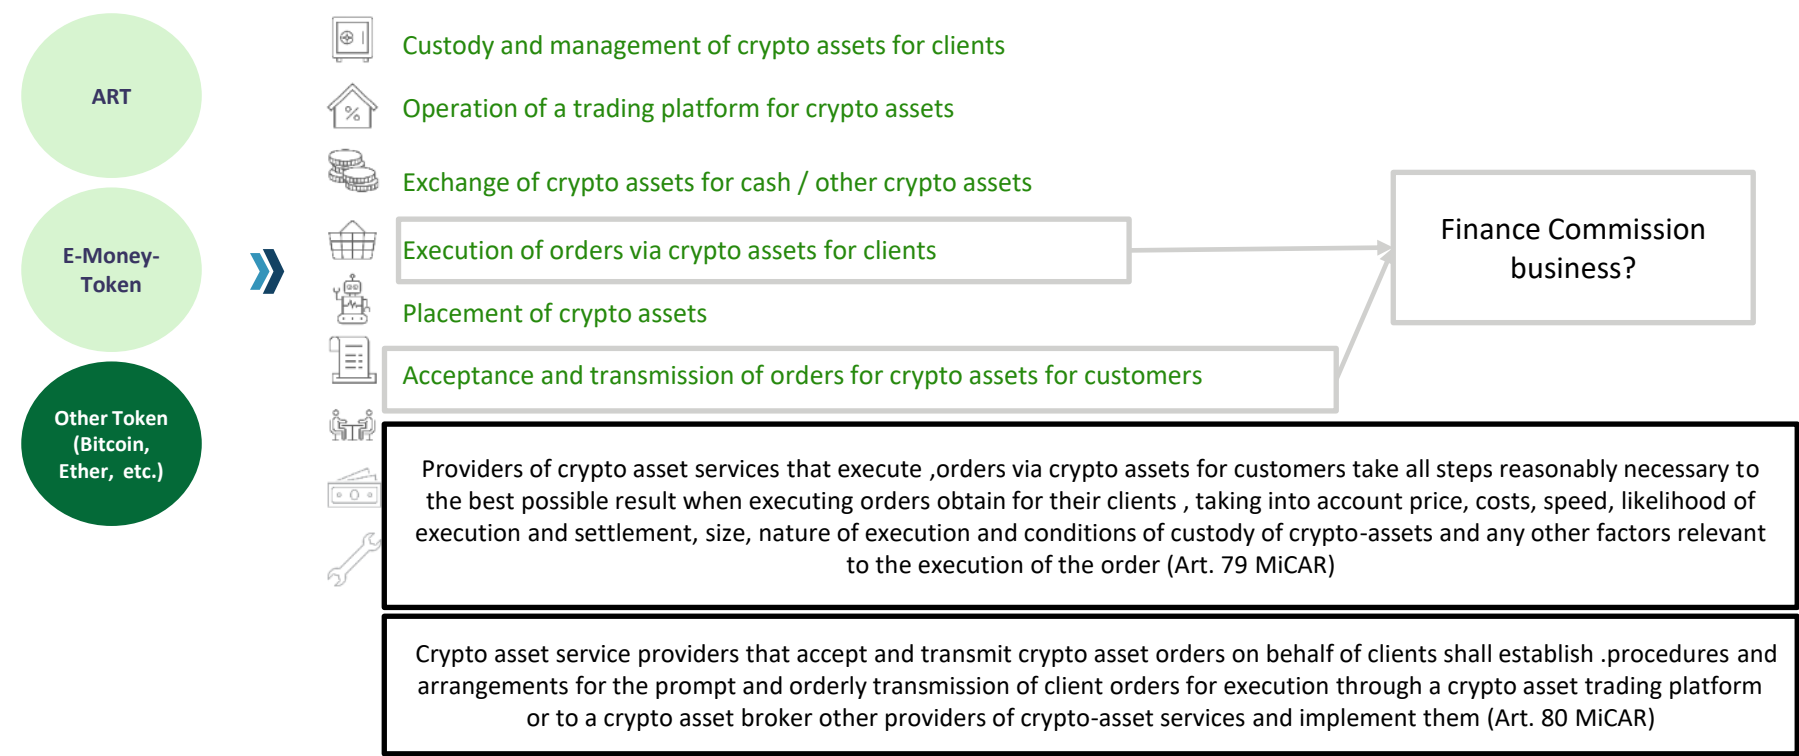 ART
E-Money-
Token
Other Token
(Bitcoin,
Ether, etc.)
Custody and management of crypto assets for clients
Operation of a trading platform for crypto assets
%
Exchange of crypto assets for cash / other crypto assets
Execution of orders via crypto assets for clients
Placement of crypto assets
Acceptance and transmission of orders for crypto assets for customers
Finance Commission
business?
Providers of crypto asset services that execute ,orders via crypto assets for customers take all steps reasonably necessary to
the best possible result when executing orders obtain for their clients , taking into account price, costs, speed, likelihood of
execution and settlement, size, nature of execution and conditions of custody of crypto-assets and any other factors relevant
to the execution of the order (Art. 79 MiCAR)
Crypto asset service providers that accept and transmit crypto asset orders on behalf of clients shall establish .procedures and
arrangements for the prompt and orderly transmission of client orders for execution through a crypto asset trading platform
or to a crypto asset broker other providers of crypto-asset services and implement them (Art. 80 MiCAR)